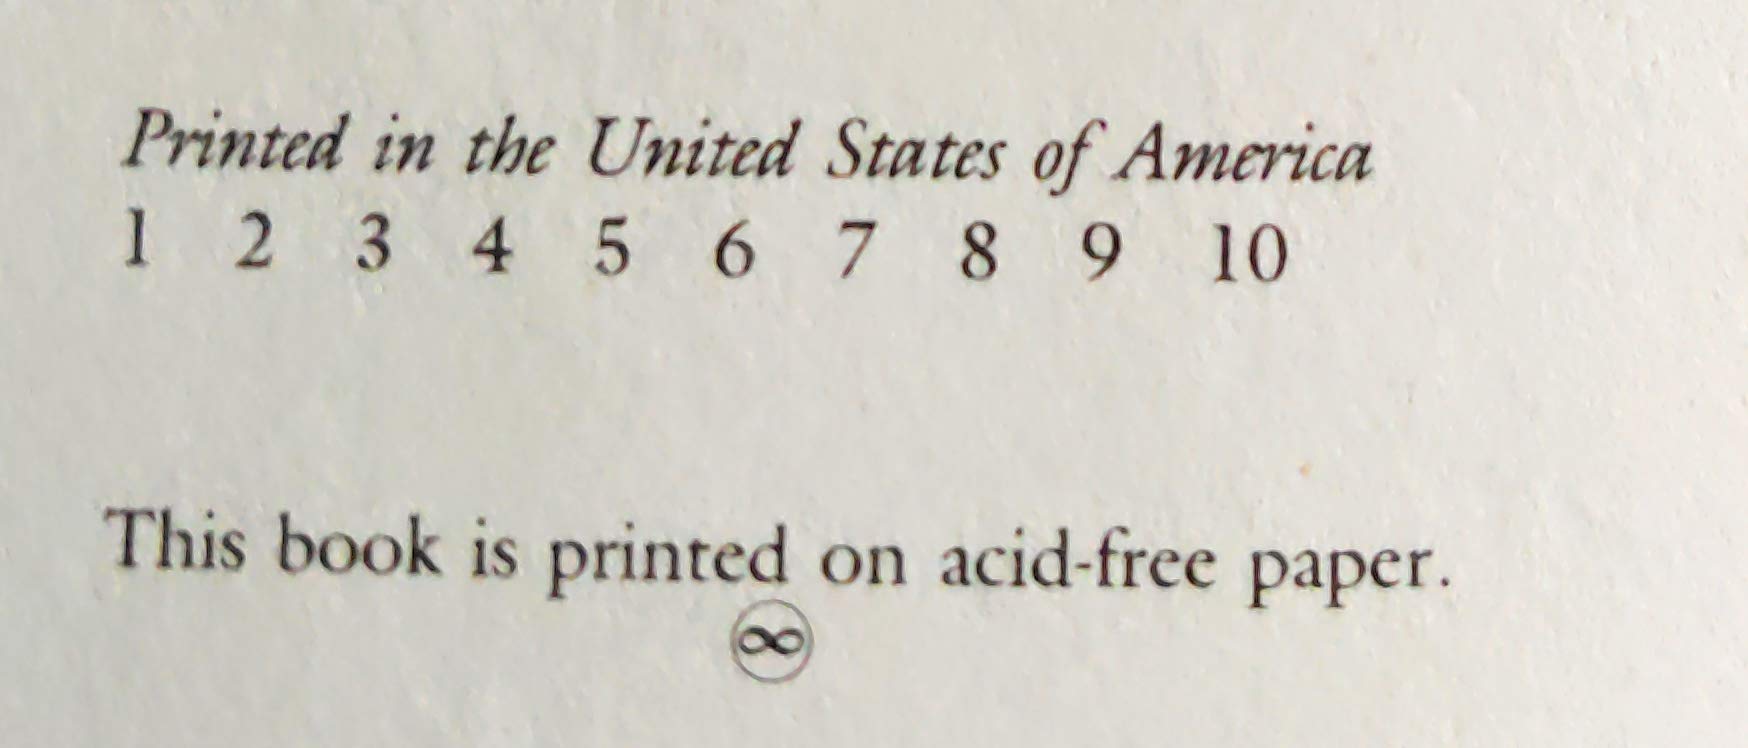 Printed in the United States of America
1 2 3 4 5 6 7 8 9 10
This book is printed on acid-free paper.
∞